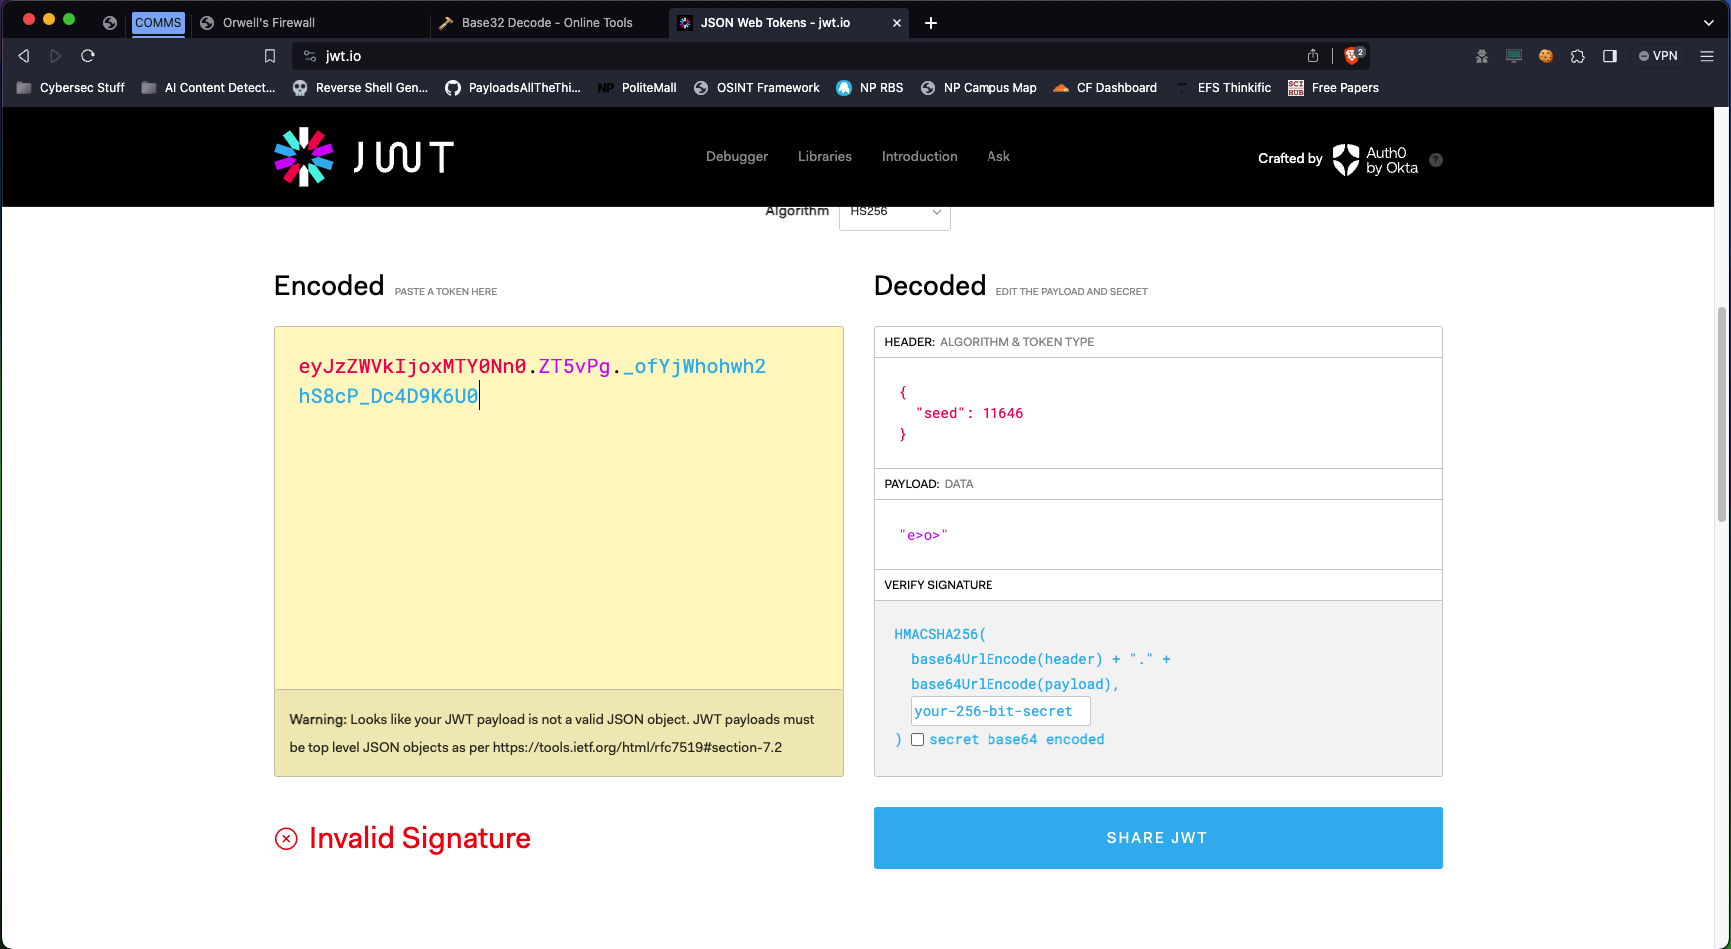 COMMS
Orwell's Firewall
Base32 Decode - Online Tools
JSON Web Tokens - jwt.io
jwt.io
2
VPN
Cybersec Stuff
AI Content Detect...
Reverse Shell Gen...
PayloadsAllTheThi...
NP
PoliteMall
OSINT Framework
NP RBS
NP Campus Map
CF Dashboard
EFS Thinkific
SCI HUB
Free Papers
JWT
Debugger
Libraries
Introduction
Ask
Crafted by
Auth0
by Okta
?
Algorithm
HS256
Encoded PASTE A TOKEN HERE
eyJzZWVkIjoxMTY0Nn0.ZT5vPg._ofYjWhohwh2
hS8cP_Dc4D9K6U0
Warning: Looks like your JWT payload is not a valid JSON object. JWT payloads must
be top level JSON objects as per https://tools.ietf.org/html/rfc7519#section-7.2
Invalid Signature
Decoded EDIT THE PAYLOAD AND SECRET
HEADER: ALGORITHM & TOKEN TYPE
{
"seed": 11646
}
PAYLOAD: DATA
"e>o>"
VERIFY SIGNATURE
HMACSHA256(
base64UrlEncode(header) + "." +
base64UrlEncode(payload),
your-256-bit-secret
) secret base64 encoded
SHARE JWT